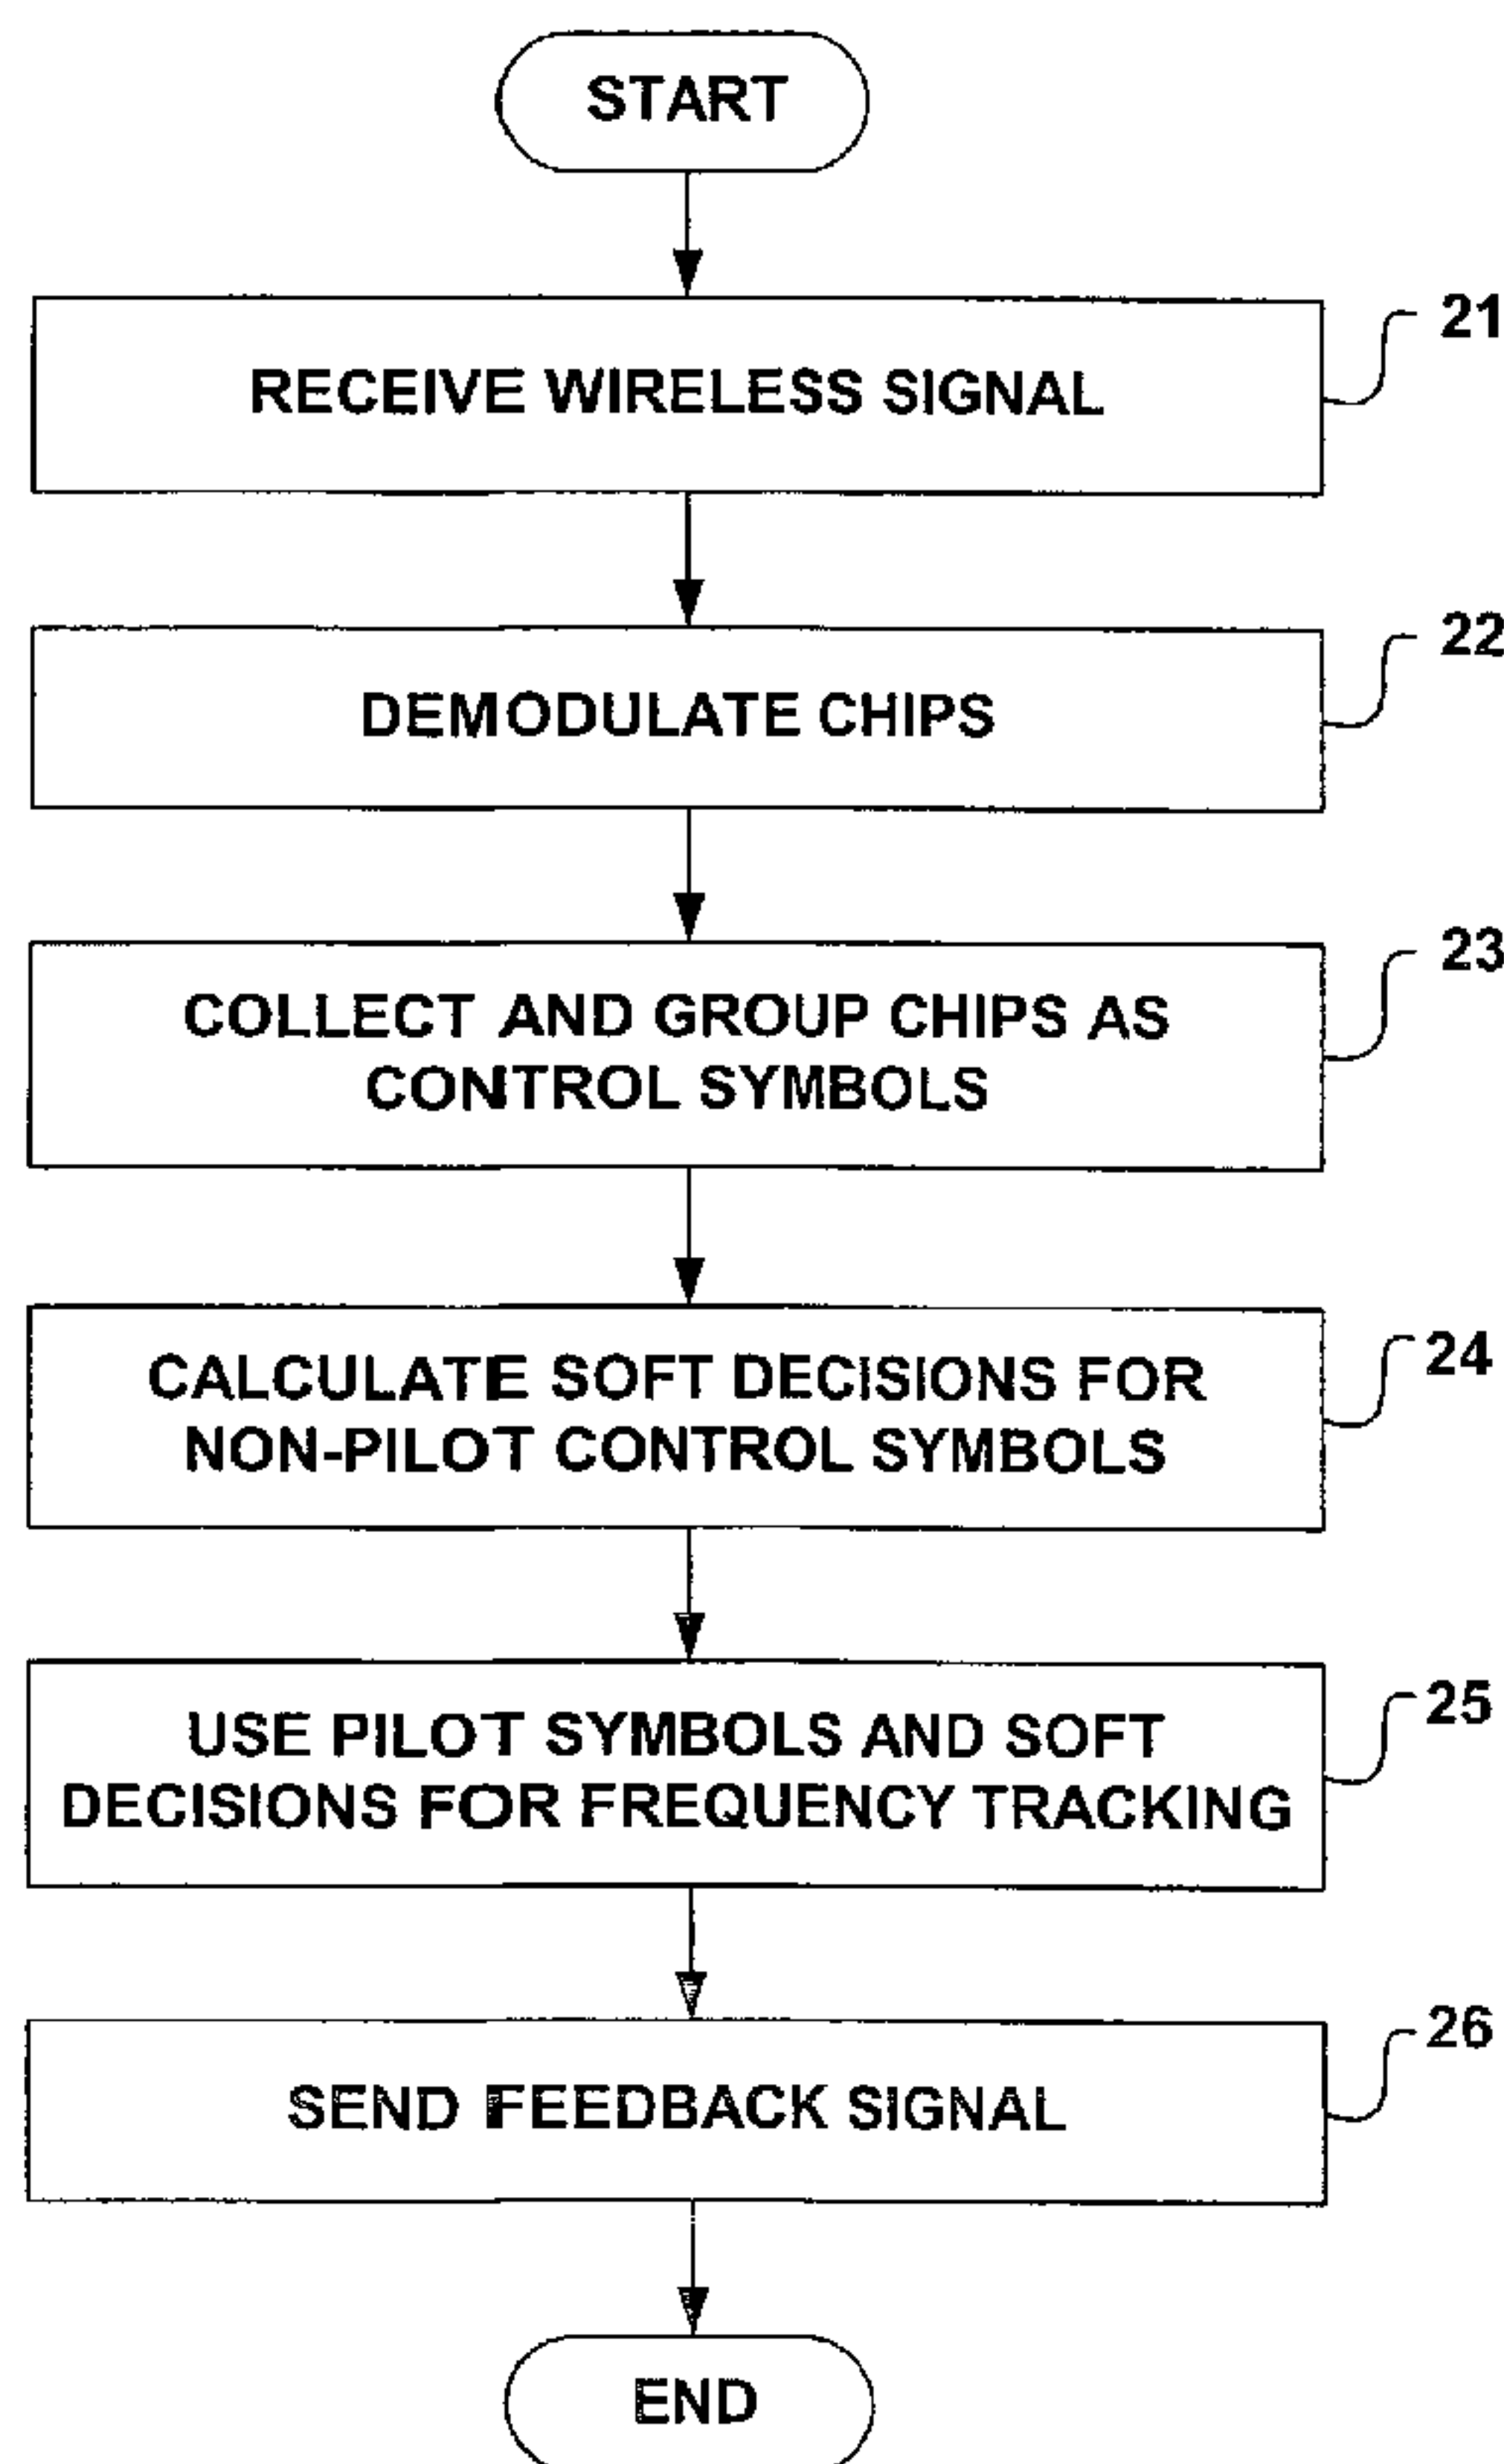 START
RECEIVE WIRELESS SIGNAL
21
DEMODULATE CHIPS
22
COLLECT AND GROUP CHIPS AS
CONTROL SYMBOLS
23
CALCULATE SOFT DECISIONS FOR
NON-PILOT CONTROL SYMBOLS
24
USE PILOT SYMBOLS AND SOFT
DECISIONS FOR FREQUENCY TRACKING
25
SEND FEEDBACK SIGNAL
26
END